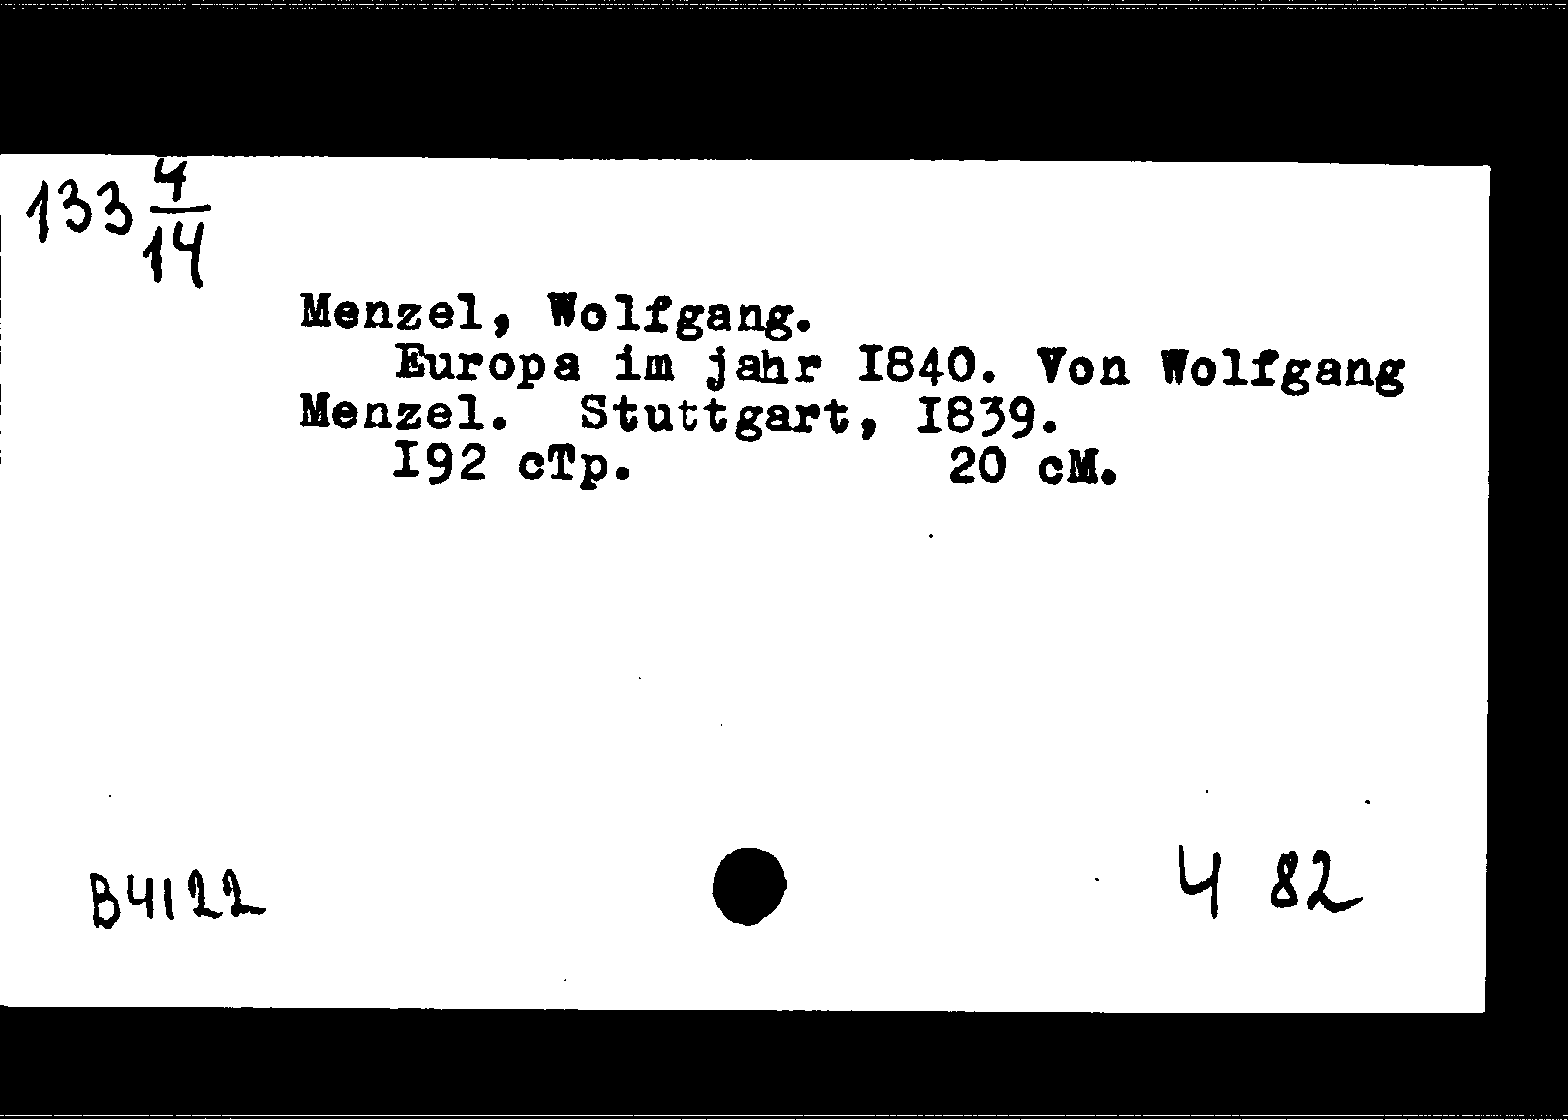 133 4/14
Menzel, Wolfgang.
Europa im jahr I840. Von Wolfgang
Menzel. Stuttgart, I839.
I92 cTp. 20 cM.
B4122
4 82